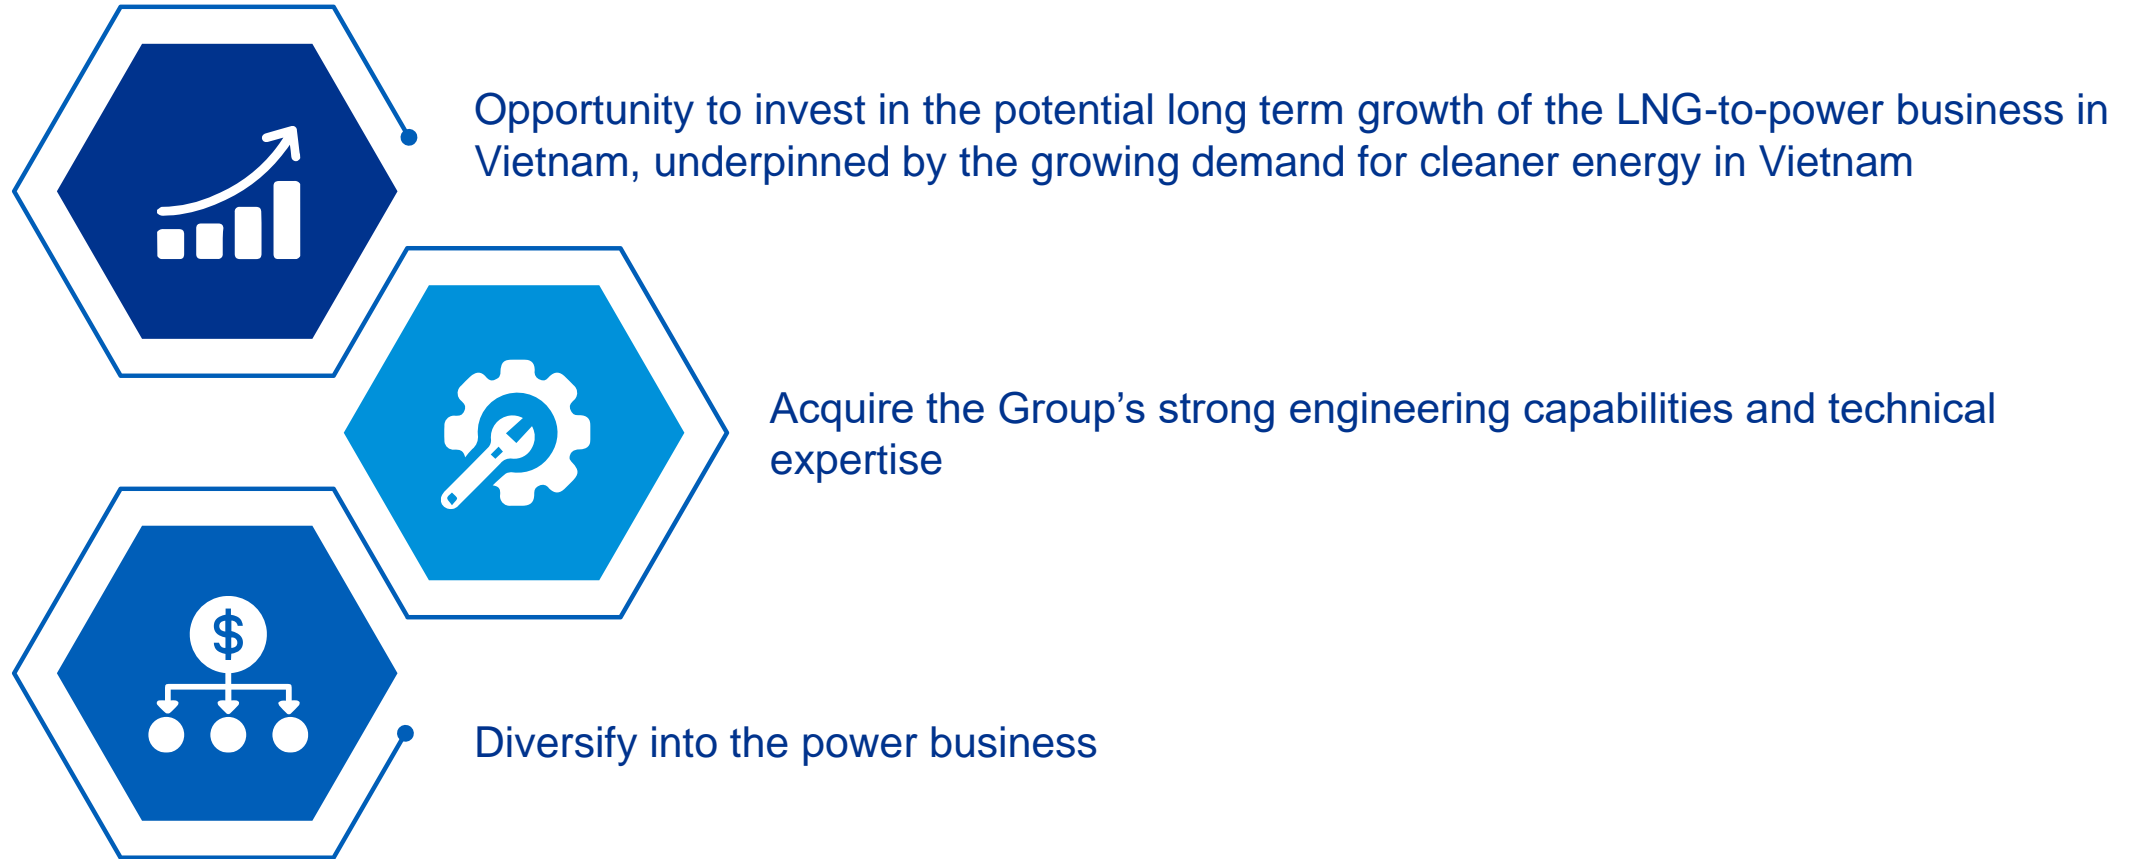 Opportunity to invest in the potential long term growth of the LNG-to-power business in
Vietnam, underpinned by the growing demand for cleaner energy in Vietnam
Acquire the Group’s strong engineering capabilities and technical
expertise
$
Diversify into the power business